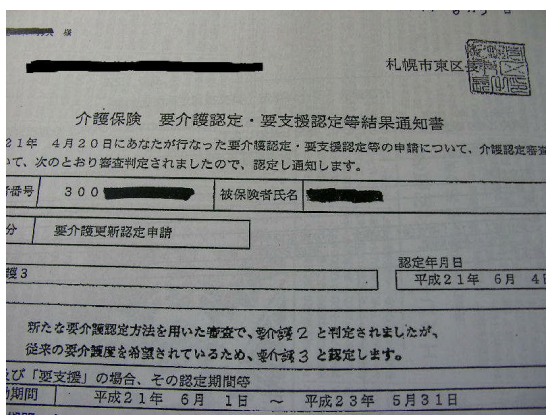 様
札幌市東区長
介護保険 要介護認定・要支援認定等結果通知書
21年 4月20日にあなたが行なった要介護認定・要支援認定等の申請について、介護認定審査
いて、次のとおり審査判定されましたので、認定し通知します。
者番号 300 被保険者氏名
分 要介護更新認定申請
認定年月日
護3 平成21年 6月 4日
新たな要介護認定方法を用いた審査で、要介護2と判定されましたが、
従来の要介護度を希望されているため、要介護3と認定します。
及び「要支援」の場合、その認定期間等
効期間 平成21年 6月 1日 ~ 平成23年 5月31日